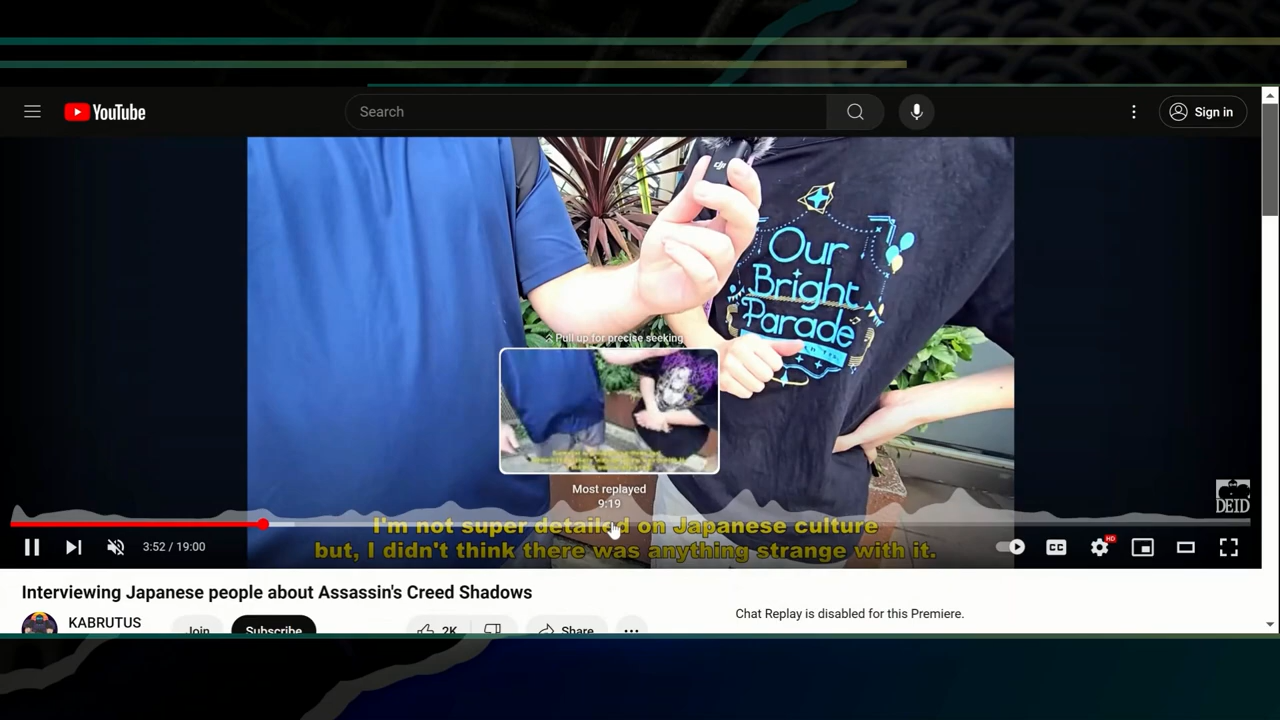 YouTube
Search
Sign in
Our
Bright
Parade
Pull up for precise seeking
Most replayed
9:19
DEID
I'm not super detailed on Japanese culture
but, I didn't think there was anything strange with it.
3:52 / 19:00
CC
HD
Interviewing Japanese people about Assassin's Creed Shadows
KABRUTUS
Join
Subscribe
2K
Share
Chat Replay is disabled for this Premiere.